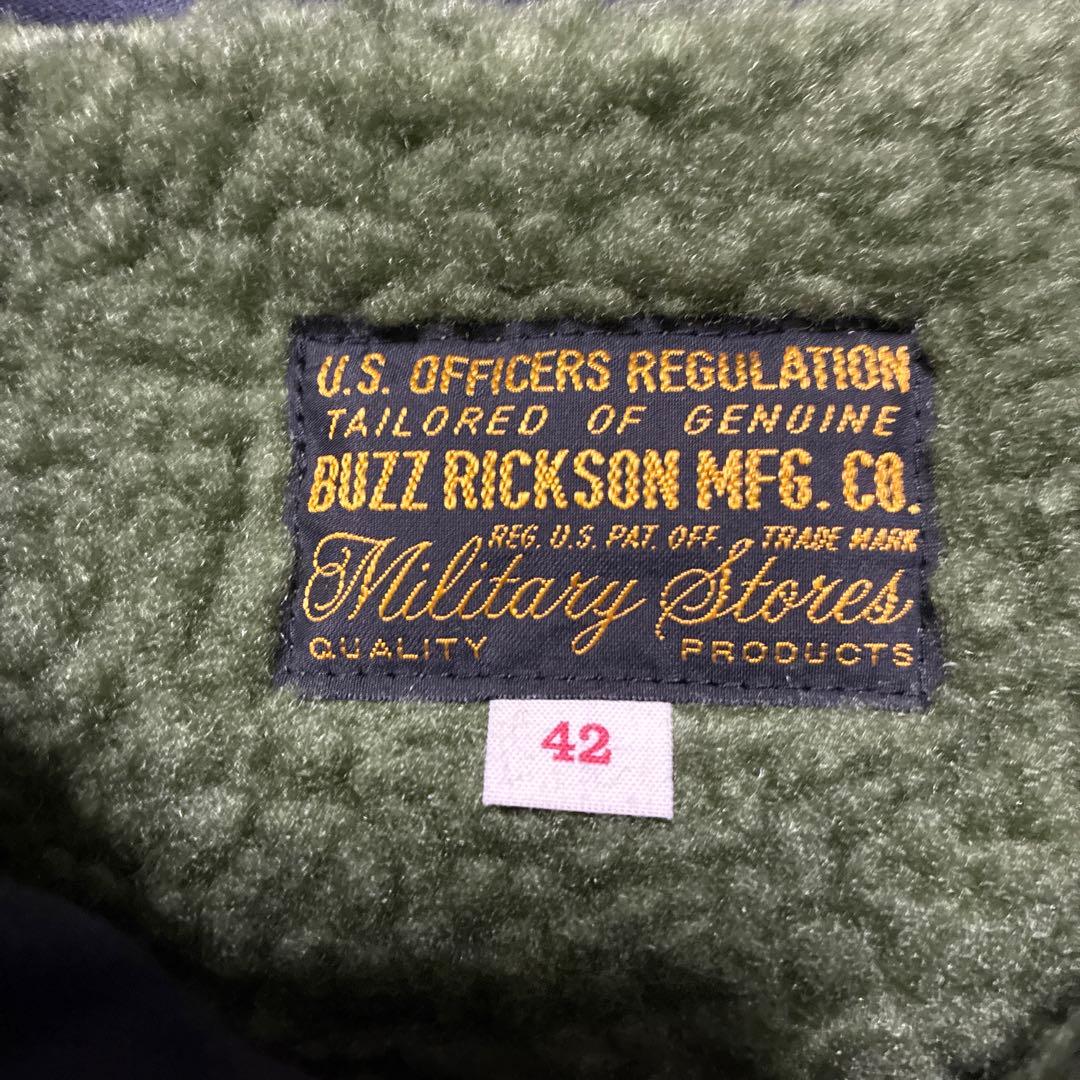 U.S. OFFICERS REGULATION
TAILORED OF GENUINE
BUZZ RICKSON MFG. CO.
REG. U.S. PAT. OFF. TRADE MARK
Military Stores
QUALITY PRODUCTS
42